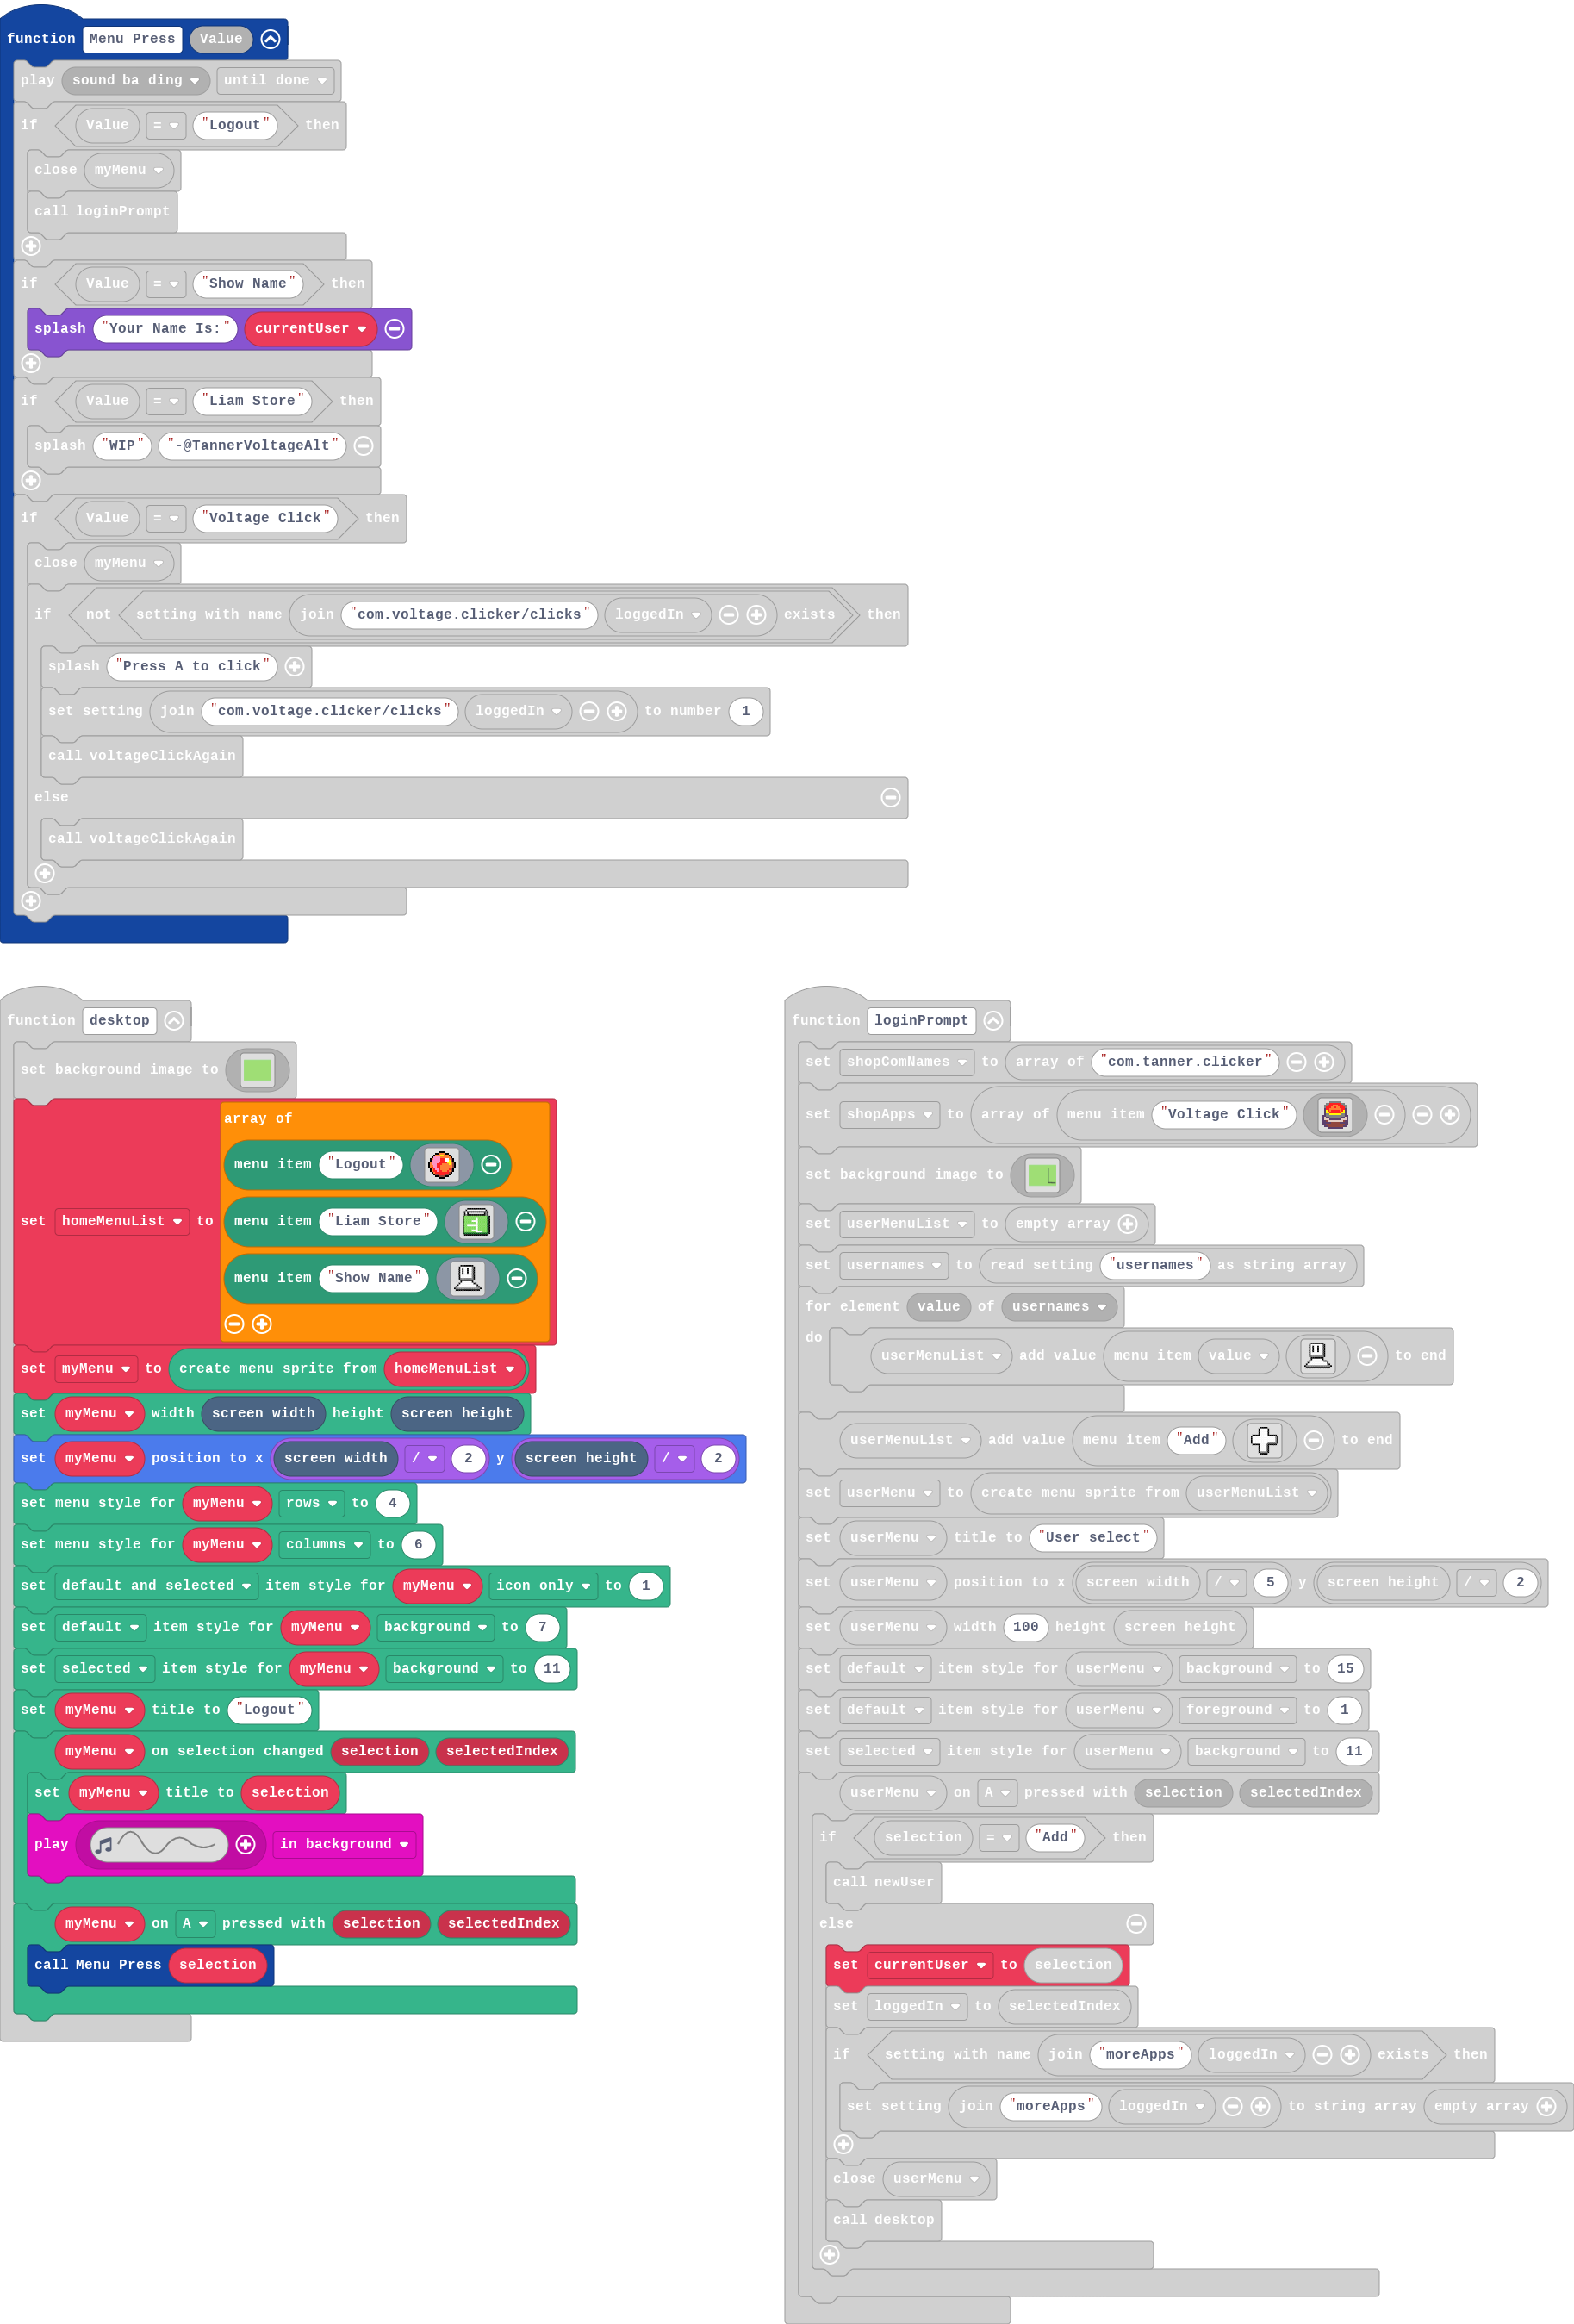 function Menu Press Value
play sound ba ding until done
if Value = "Logout" then
close myMenu
call loginPrompt
if Value = "Show Name" then
splash "Your Name Is:" currentUser
if Value = "Liam Store" then
splash "WIP" "-@TannerVoltageAlt"
if Value = "Voltage Click" then
close myMenu
if not setting with name join "com.voltage.clicker/clicks" loggedIn exists then
splash "Press A to click"
set setting join "com.voltage.clicker/clicks" loggedIn to number 1
call voltageClickAgain
else
call voltageClickAgain
function desktop
set background image to
set homeMenuList to array of
menu item "Logout"
menu item "Liam Store"
menu item "Show Name"
set myMenu to create menu sprite from homeMenuList
set myMenu width screen width height screen height
set myMenu position to x screen width / 2 y screen height / 2
set menu style for myMenu rows to 4
set menu style for myMenu columns to 6
set default and selected item style for myMenu icon only to 1
set default item style for myMenu background to 7
set selected item style for myMenu background to 11
set myMenu title to "Logout"
myMenu on selection changed selection selectedIndex
set myMenu title to selection
play in background
myMenu on A pressed with selection selectedIndex
call Menu Press selection
function loginPrompt
set shopComNames to array of "com.tanner.clicker"
set shopApps to array of menu item "Voltage Click"
set background image to
set userMenuList to empty array
set usernames to read setting "usernames" as string array
for element value of usernames
do userMenuList add value menu item value to end
userMenuList add value menu item "Add" to end
set userMenu to create menu sprite from userMenuList
set userMenu title to "User select"
set userMenu position to x screen width / 5 y screen height / 2
set userMenu width 100 height screen height
set default item style for userMenu background to 15
set default item style for userMenu foreground to 1
set selected item style for userMenu background to 11
userMenu on A pressed with selection selectedIndex
if selection = "Add" then
call newUser
else
set currentUser to selection
set loggedIn to selectedIndex
if setting with name join "moreApps" loggedIn exists then
set setting join "moreApps" loggedIn to string array empty array
close userMenu
call desktop